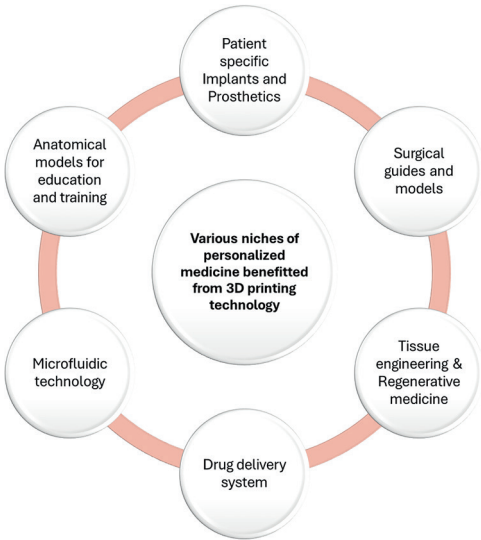 Patient
specific
Implants and
Prosthetics
Surgical
guides and
models
Tissue
engineering &
Regenerative
medicine
Drug delivery
system
Microfluidic
technology
Anatomical
models for
education
and training
Various niches of
personalized
medicine benefitted
from 3D printing
technology